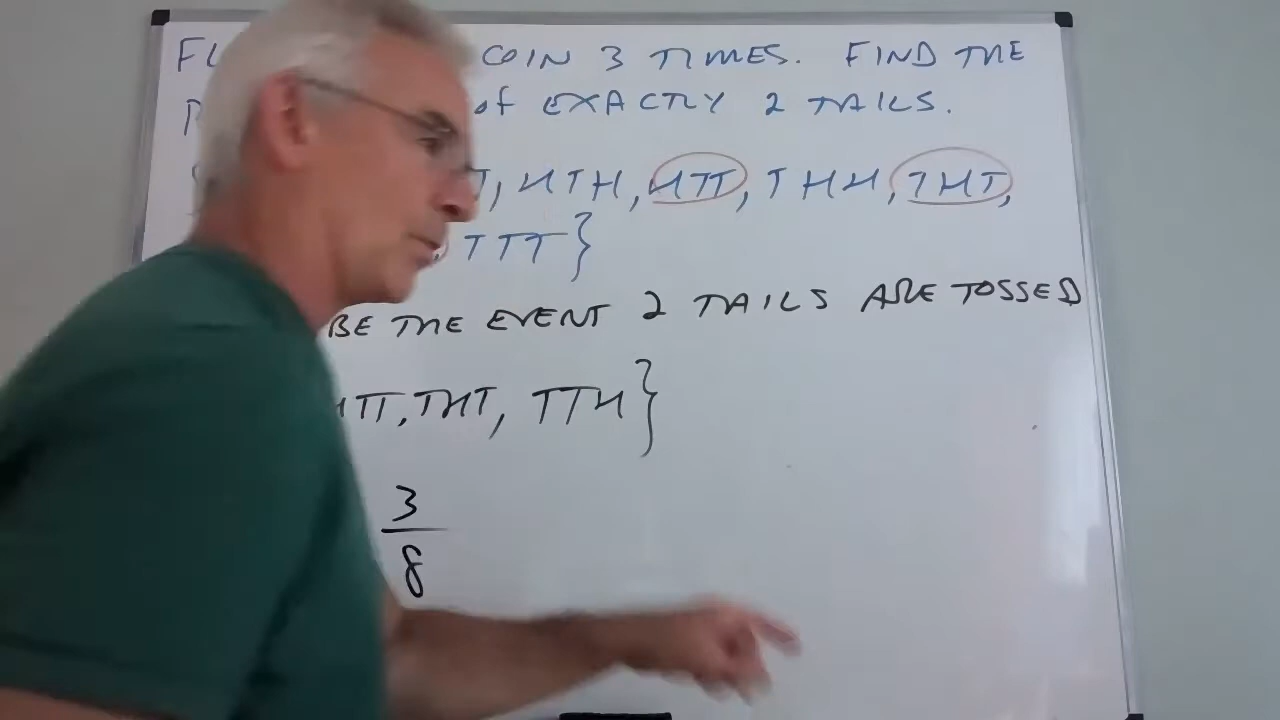 FL COIN 3 TIMES. FIND THE
P OF EXACTLY 2 TAILS.
T, HTH, HTT, THH, THT,
, TTT}
BE THE EVENT 2 TAILS ARE TOSSED
HTT, THT, TTH}
3
8